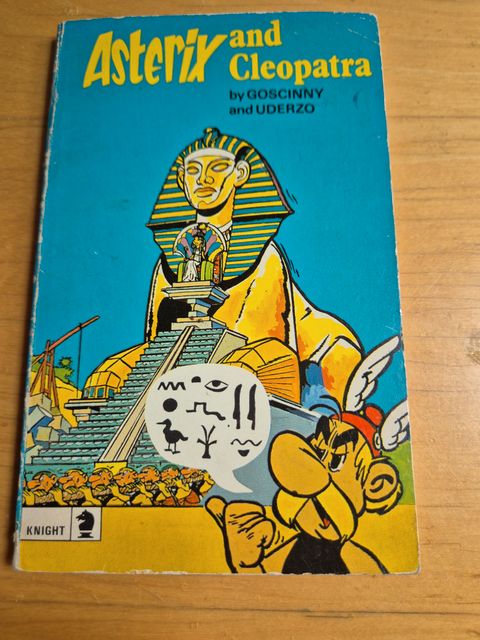 Asterix and
Cleopatra
by GOSCINNY
and UDERZO
KNIGHT